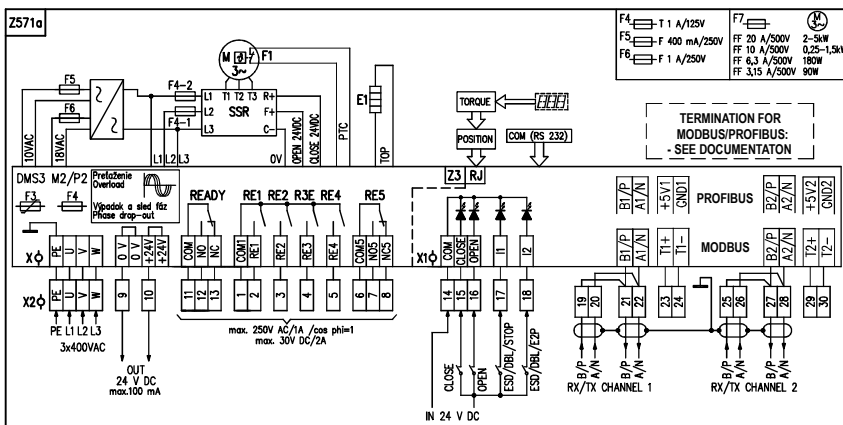 Z571a
F4 T 1 A/125V
F5 F 400 mA/250V
F6 F 1 A/250V
F7 M 3~
FF 20 A/500V 2-5kW
FF 10 A/500V 0,25-1,5kW
FF 6,3 A/500V 180W
FF 3,15 A/500V 90W
TERMINATION FOR
MODBUS/PROFIBUS:
- SEE DOCUMENTATON
M 3~ F1
F5
F6
F4-2
F4-1
L1 T1 T2 T3 R+
L2 SSR F+
L3 C-
E1
10VAC
18VAC
L1 L2 L3
0V
OPEN 24VDC
CLOSE 24VDC
PTC
TOP
TORQUE
POSITION
COM (RS 232)
DMS3 M2/P2
F3
F4
Preťaženie
Overload
Výpadok a sled fáz
Phase drop-out
READY
RE1 RE2 R3E RE4
RE5
Z3 RJ
X
PE U V W
0 V
0 V
+24V
+24V
COM NO NC
COM1 RE1 RE2 RE3 RE4
COM5 NO5 NC5
X1
COM CLOSE OPEN I1 I2
B1/P A1/N +5V1 GND1 PROFIBUS B2/P A2/N +5V2 GND2
B1/P A1/N T1+ T1- MODBUS B2/P A2/N T2+ T2-
X2
PE U V W 9 10 11 12 13 1 2 3 4 5 6 7 8 14 15 16 17 18 19 20 21 22 23 24 25 26 27 28 29 30
PE L1 L2 L3
3x400VAC
OUT
24 V DC
max.100 mA
max. 250V AC/1A /cos phi=1
max. 30V DC/2A
CLOSE
OPEN
ESD/DBL/STOP
ESD/DBL/E2P
IN 24 V DC
B/P A/N B/P A/N
RX/TX CHANNEL 1
B/P A/N B/P A/N
RX/TX CHANNEL 2